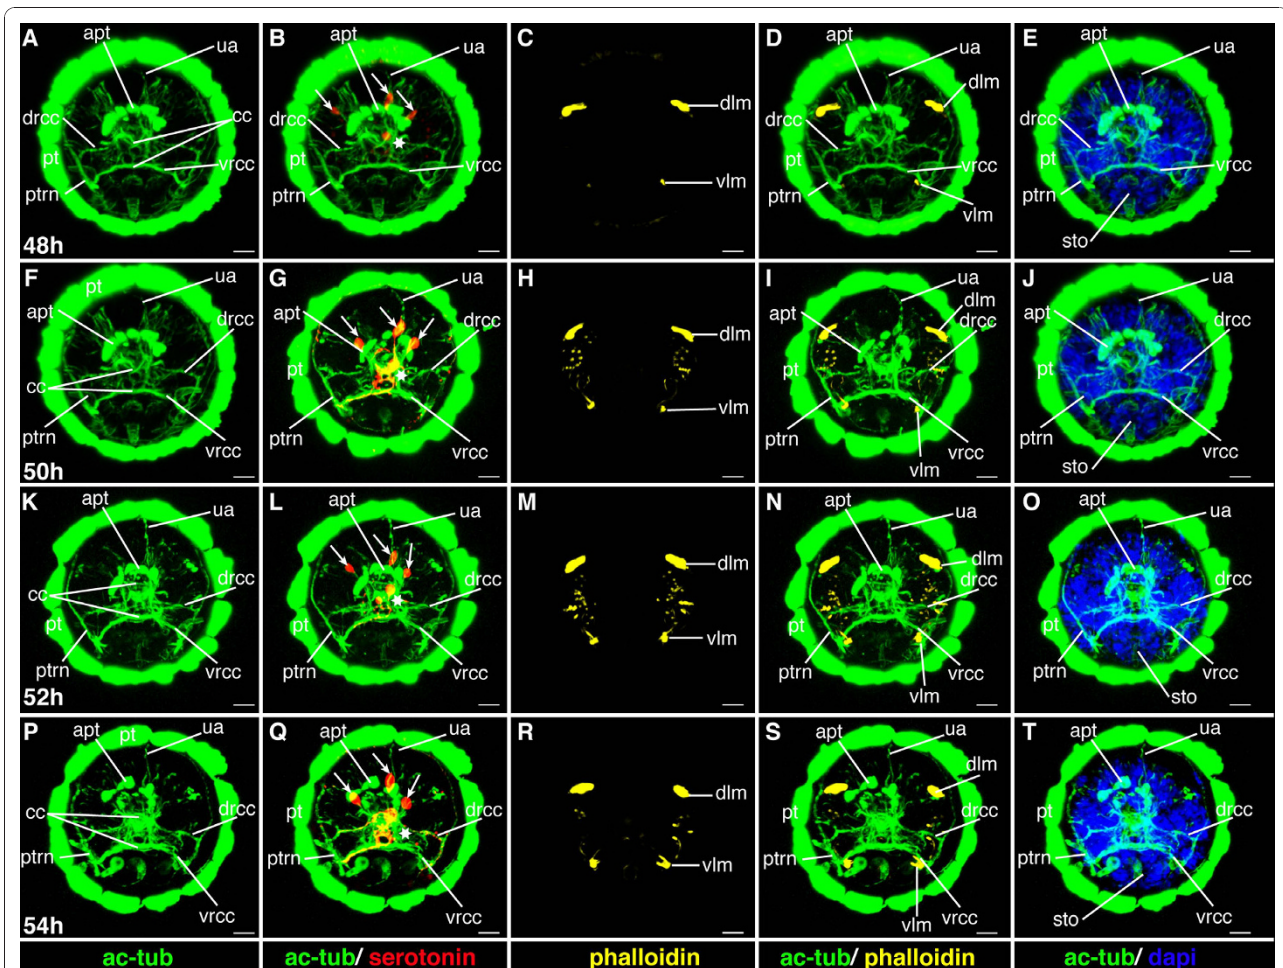 A apt ua drcc cc pt vrcc ptrn 48h
B apt ua drcc vrcc ptrn
C dlm vlm
D apt ua dlm drcc vrcc ptrn vlm
E apt ua drcc pt vrcc ptrn sto
F pt ua apt drcc cc ptrn vrcc 50h
G ua apt drcc pt ptrn vrcc
H dlm vlm
I ua dlm apt drcc pt ptrn vrcc vlm
J ua apt drcc pt ptrn vrcc sto
K apt ua cc drcc pt ptrn vrcc 52h
L apt ua drcc pt ptrn vrcc
M dlm vlm
N apt ua dlm drcc pt ptrn vrcc vlm
O apt ua drcc pt ptrn vrcc sto
P apt pt ua cc drcc ptrn vrcc 54h
Q apt ua pt drcc ptrn vrcc
R dlm vlm
S apt ua dlm pt drcc ptrn vrcc vlm
T apt ua pt drcc ptrn vrcc sto
ac-tub
ac-tub/ serotonin
phalloidin
ac-tub/ phalloidin
ac-tub/ dapi